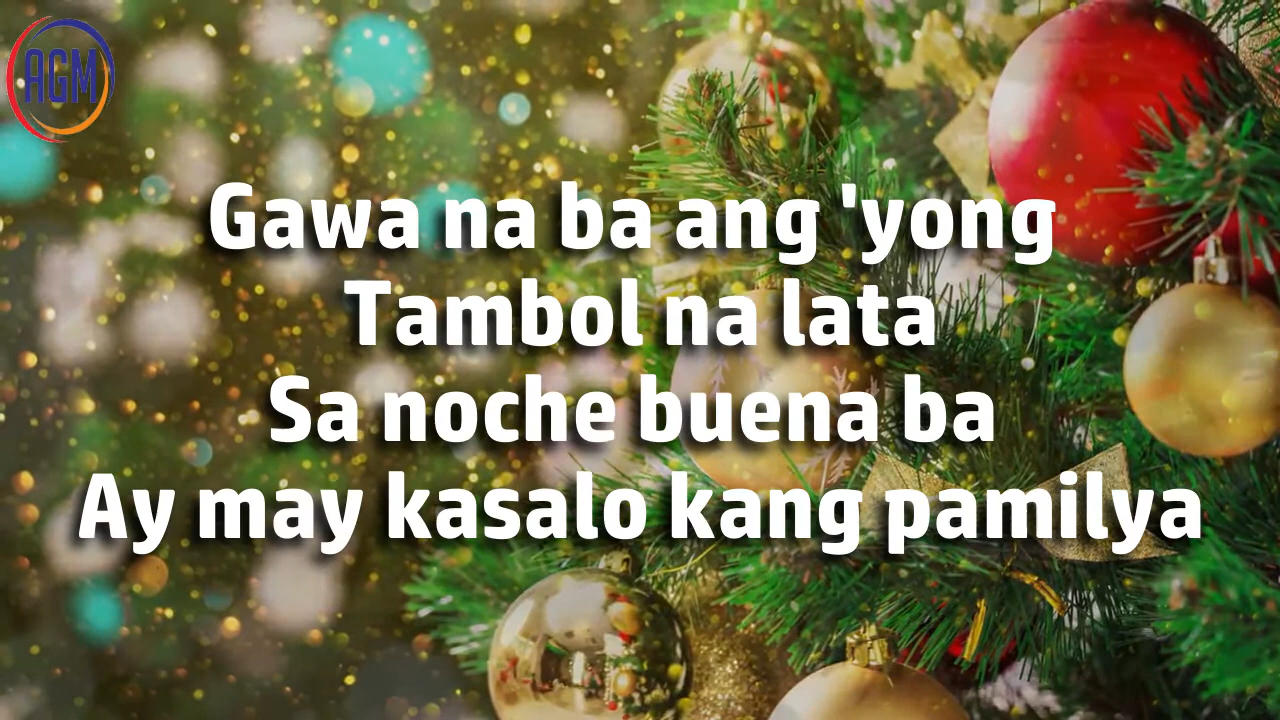 AGM
Gawa na ba ang 'yong
Tambol na lata
Sa noche buena ba
Ay may kasalo kang pamilya